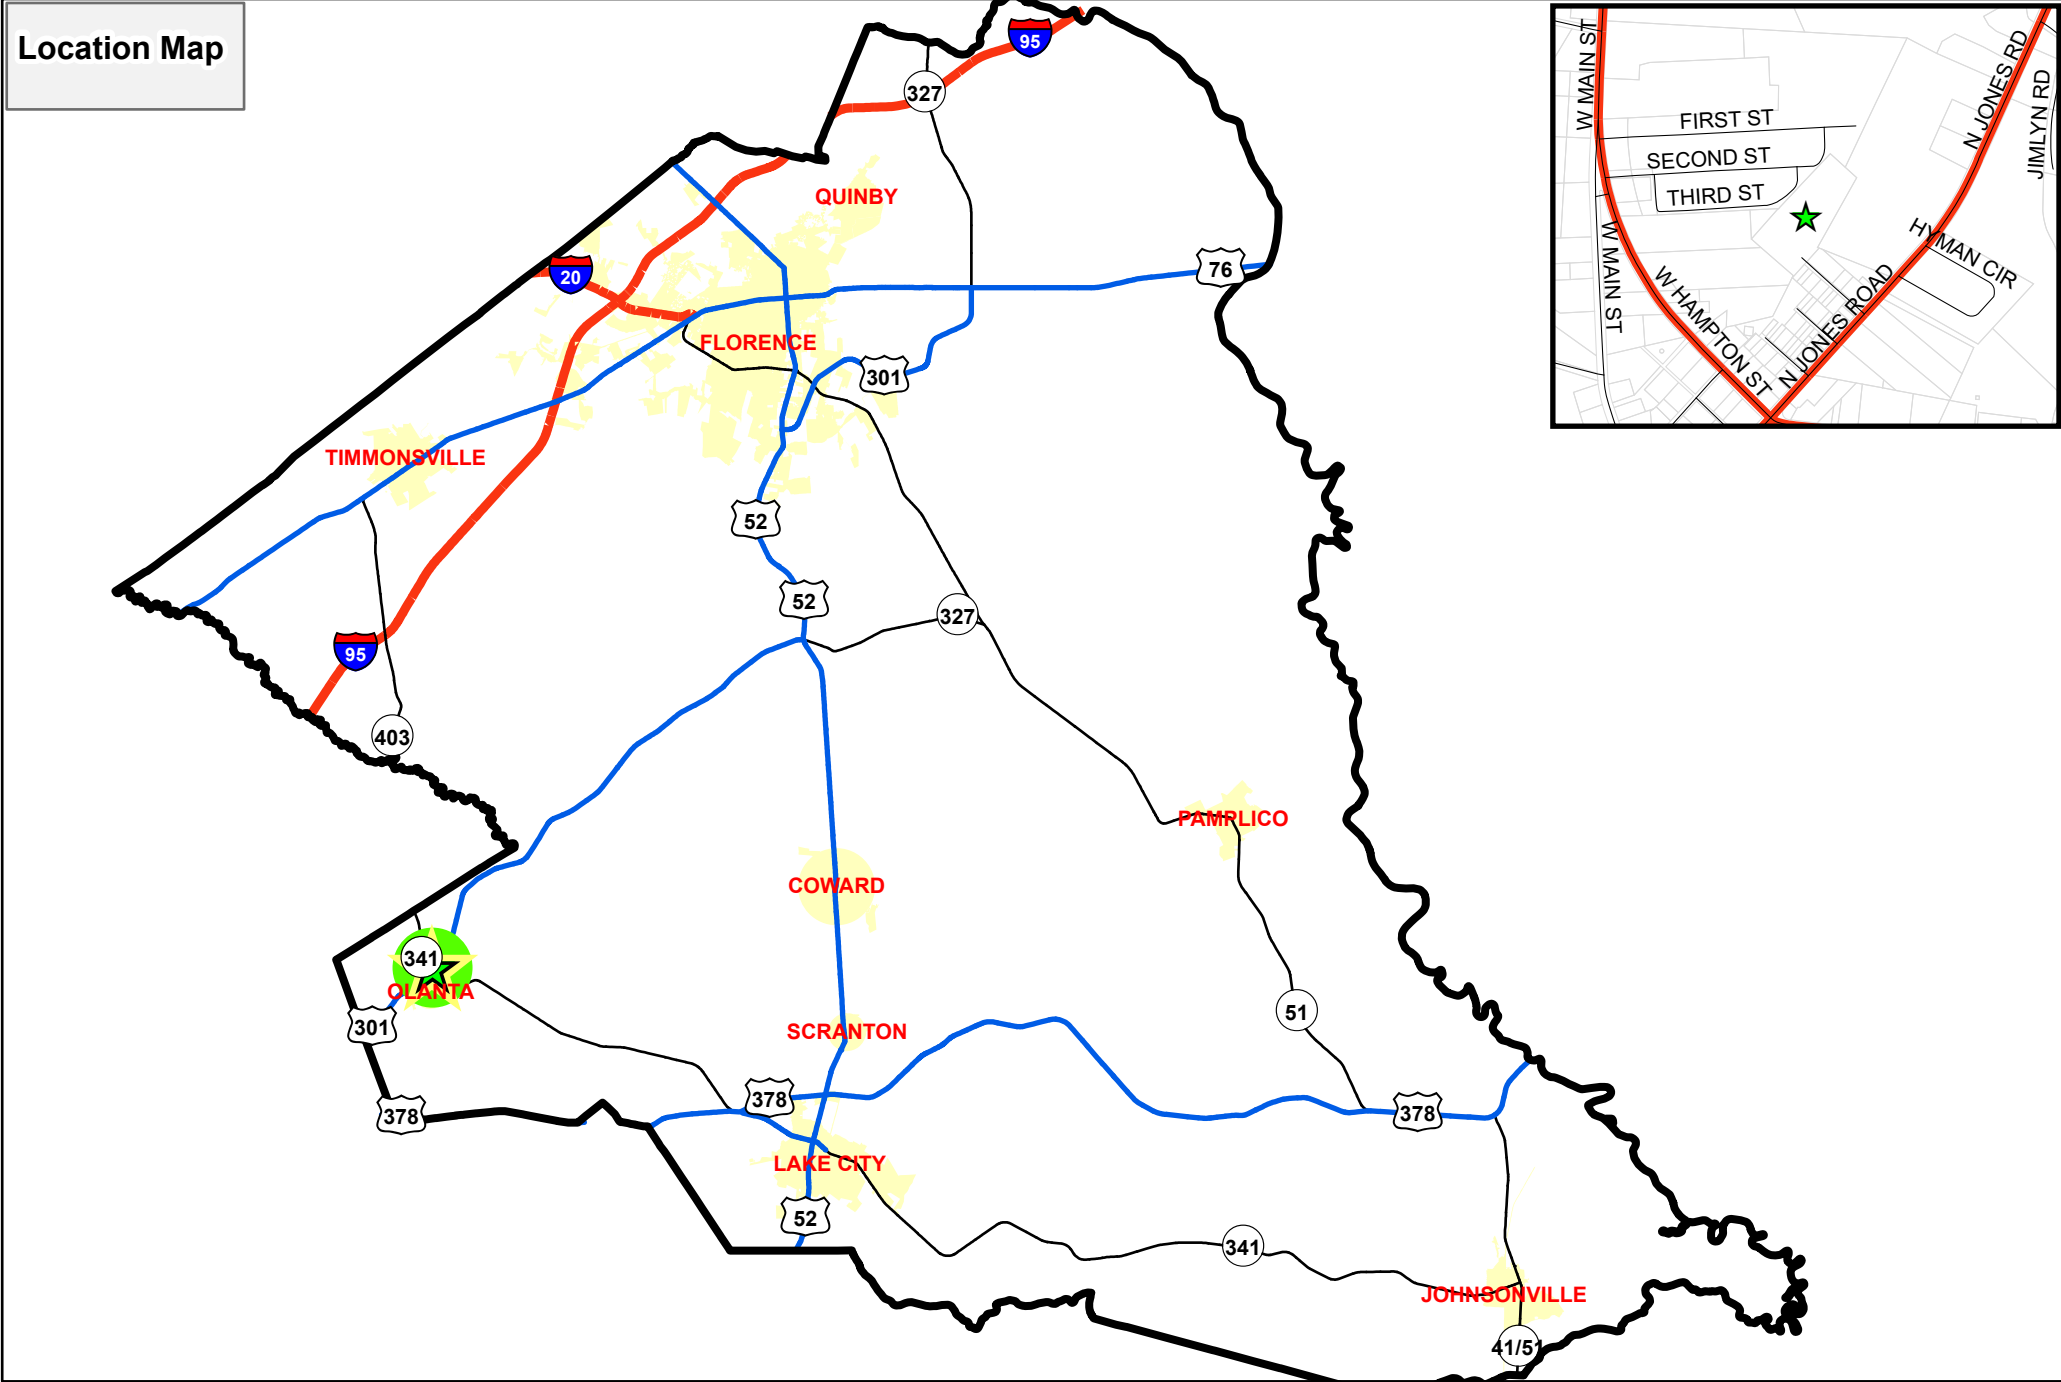 Location Map
95
327
QUINBY
20
76
FLORENCE
301
TIMMONSVILLE
52
52
327
95
403
PAMPLICO
COWARD
341
OLANTA
301
51
SCRANTON
378
378
378
LAKE CITY
52
341
JOHNSONVILLE
41/51
W MAIN ST
FIRST ST
SECOND ST
THIRD ST
N JONES RD
JIMLYN RD
W MAIN ST
W HAMPTON ST
N JONES ROAD
HYMAN CIR